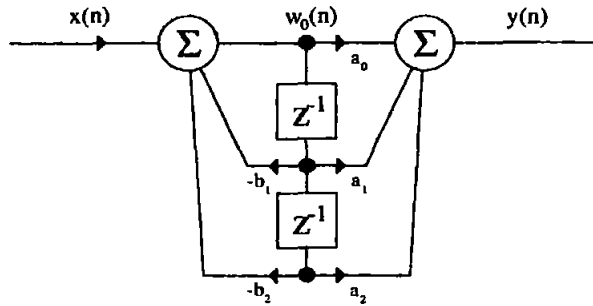 x(n) w₀(n) y(n)
Σ Σ
a₀
Z⁻¹
-b₁ a₁
Z⁻¹
-b₂ a₂